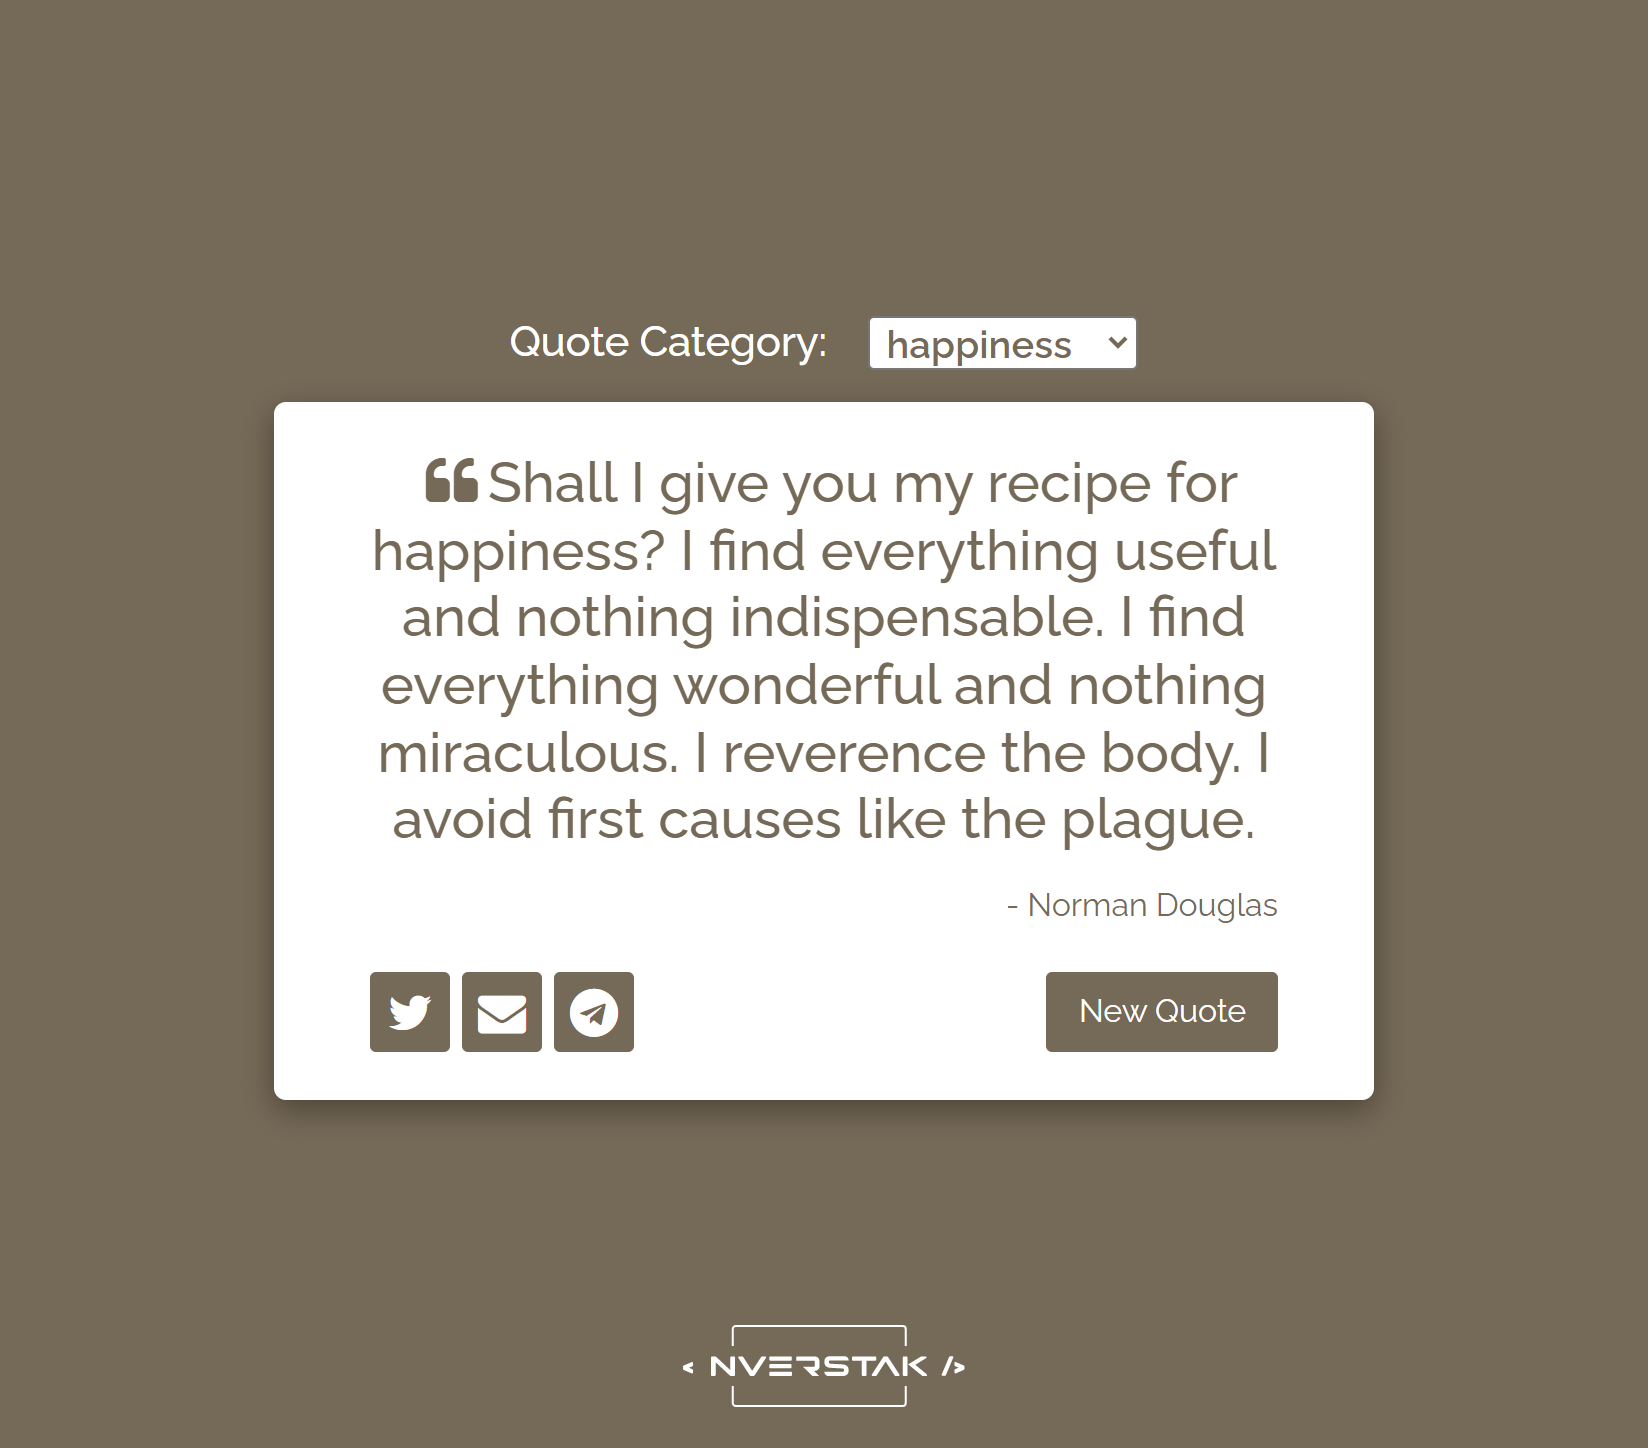 Quote Category: happiness
Shall I give you my recipe for
happiness? I find everything useful
and nothing indispensable. I find
everything wonderful and nothing
miraculous. I reverence the body. I
avoid first causes like the plague.
- Norman Douglas
New Quote
< NVERSTAK />